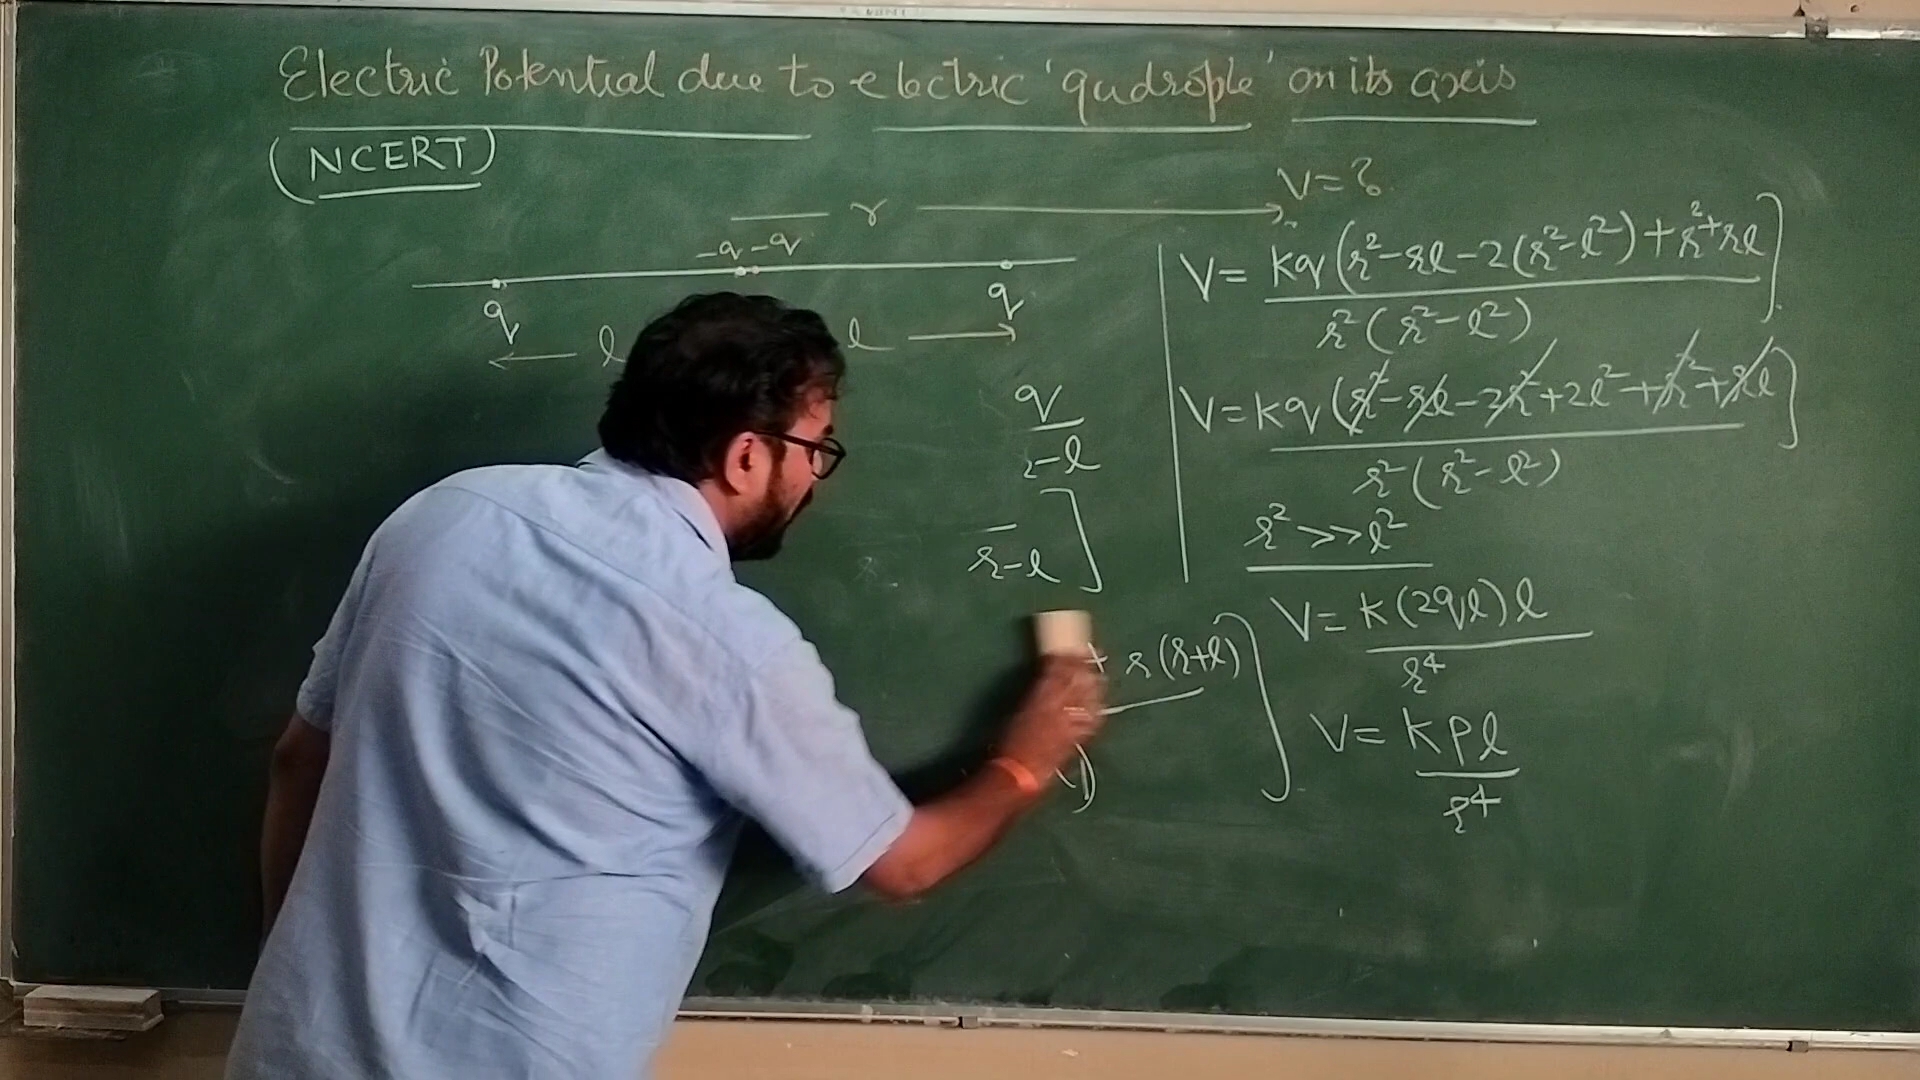 Electric Potential due to electric 'qudrople' on its axis
(NCERT)
V=?
r
-q -q
q
q
l
l
q
r-l
r-l ]
+ r(r+l) ]
V= kq (r²-rl-2(r²-l²)+r²+rl]
r²(r²-l²)
V=kq (r²-rl-2r²+2l²+r²+rl]
r²(r²-l²)
r²>>l²
V= k(2ql)l
r⁴
V= kpl
r⁴